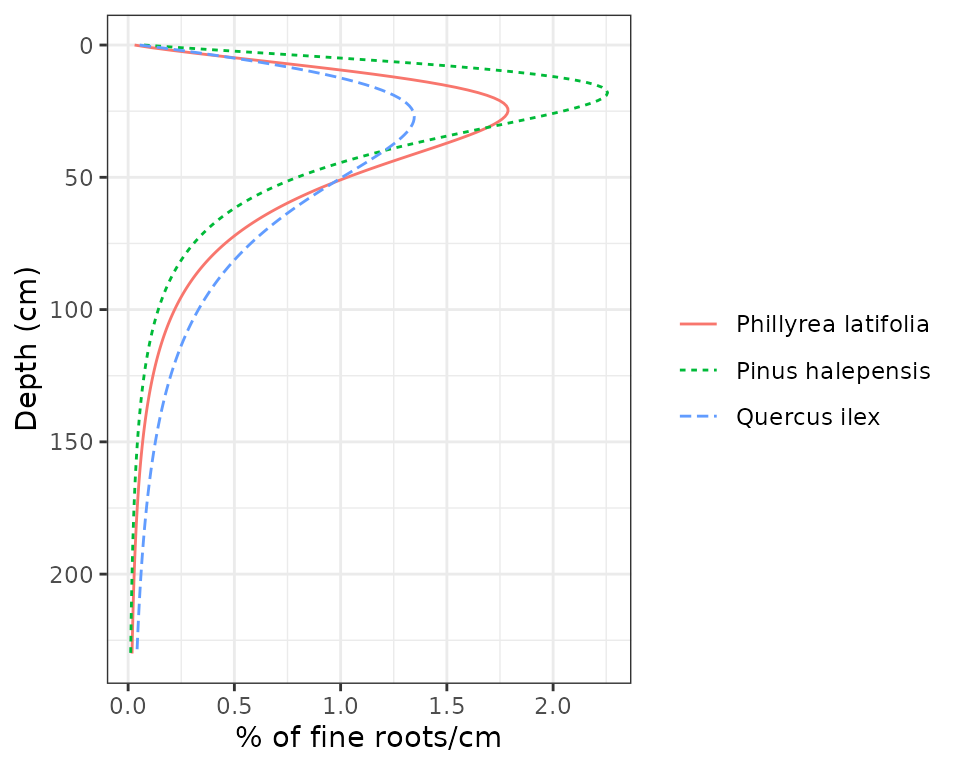 0
50
100
150
200
Depth (cm)
0.0 0.5 1.0 1.5 2.0
% of fine roots/cm
Phillyrea latifolia
Pinus halepensis
Quercus ilex